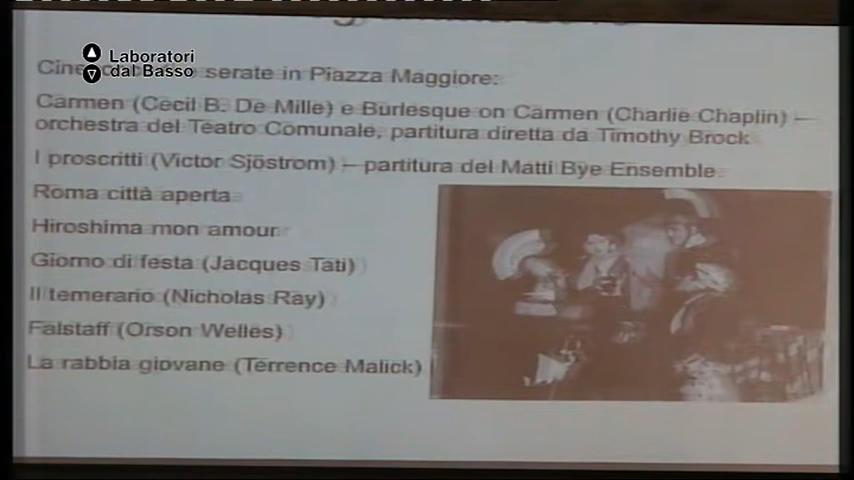 Laboratori
dal Basso
serate in Piazza Maggiore:
Carmen (Cecil B. De Mille) e Burlesque on Carmen (Charlie Chaplin) –
orchestra del Teatro Comunale, partitura diretta da Timothy Brock
I proscritti (Victor Sjöstrom) – partitura del Matti Bye Ensemble
Roma città aperta
Hiroshima mon amour
Giorno di festa (Jacques Tati)
Il temerario (Nicholas Ray)
Falstaff (Orson Welles)
La rabbia giovane (Terrence Malick)